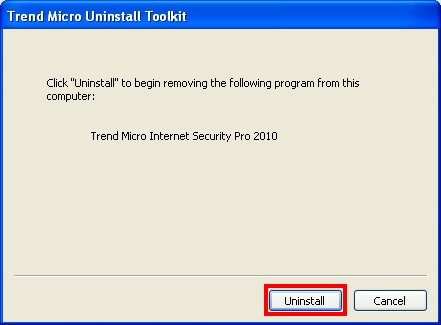 Trend Micro Uninstall Toolkit
Click "Uninstall" to begin removing the following program from this
computer:
Trend Micro Internet Security Pro 2010
Uninstall
Cancel